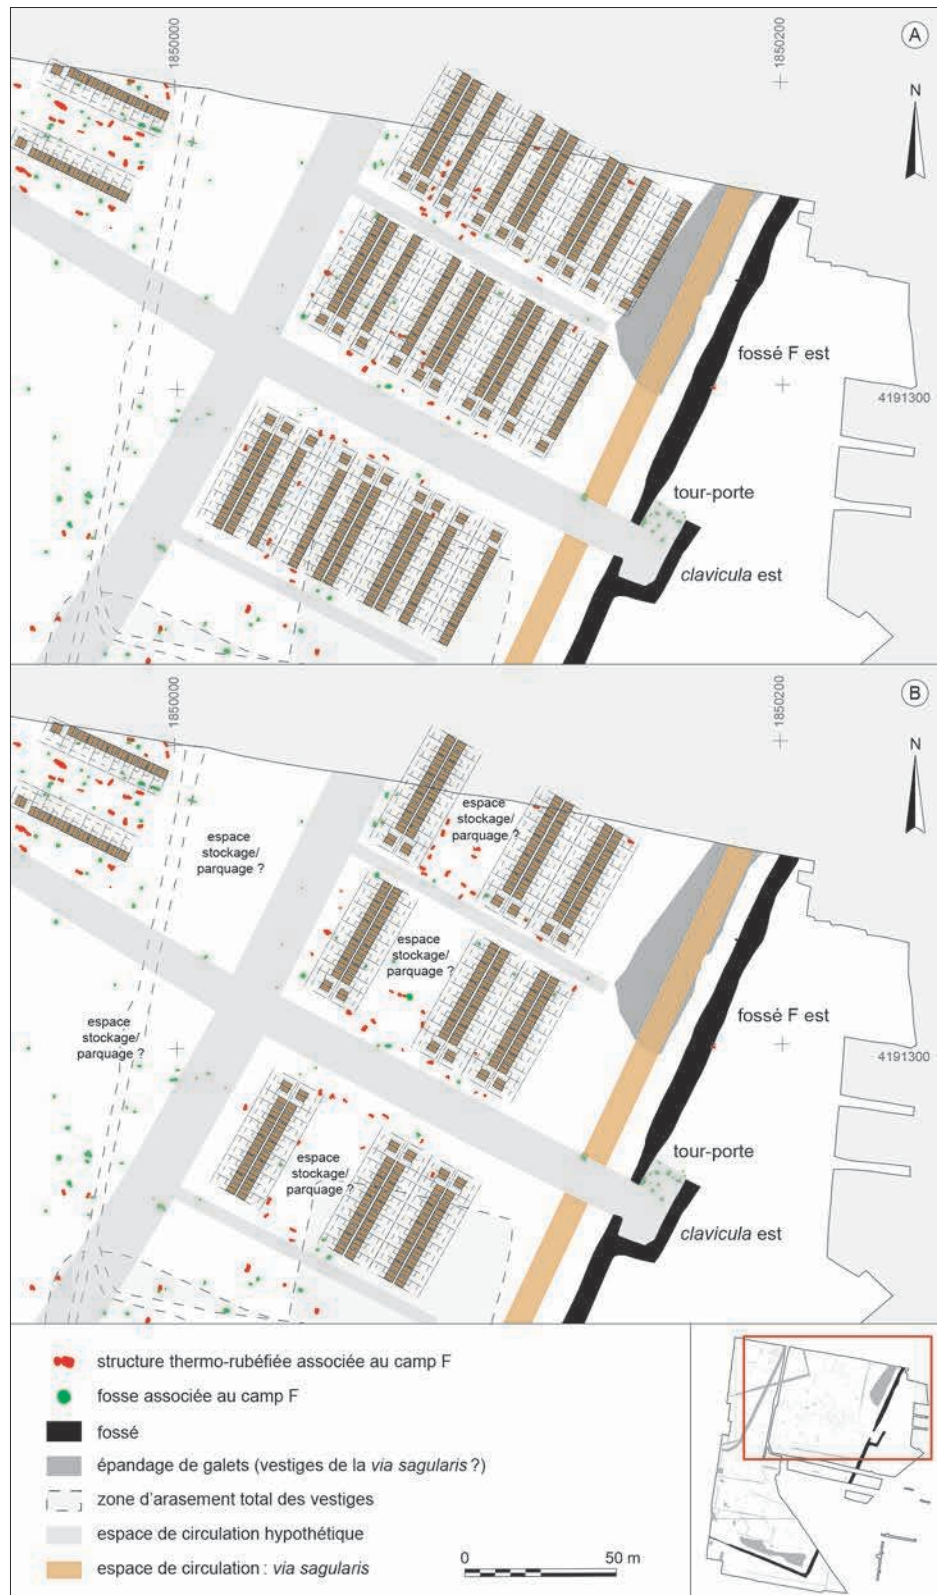 1850000
1850200
A
N
fossé F est
4191300
tour-porte
clavicula est
1850000
1850200
B
N
espace
stockage/
parquage ?
espace
stockage/
parquage ?
espace
stockage/
parquage ?
espace
stockage/
parquage ?
fossé F est
4191300
tour-porte
espace
stockage/
parquage ?
clavicula est
structure thermo-rubéfiée associée au camp F
fosse associée au camp F
fossé
épandage de galets (vestiges de la via sagularis ?)
zone d'arasement total des vestiges
espace de circulation hypothétique
espace de circulation : via sagularis
0
50 m